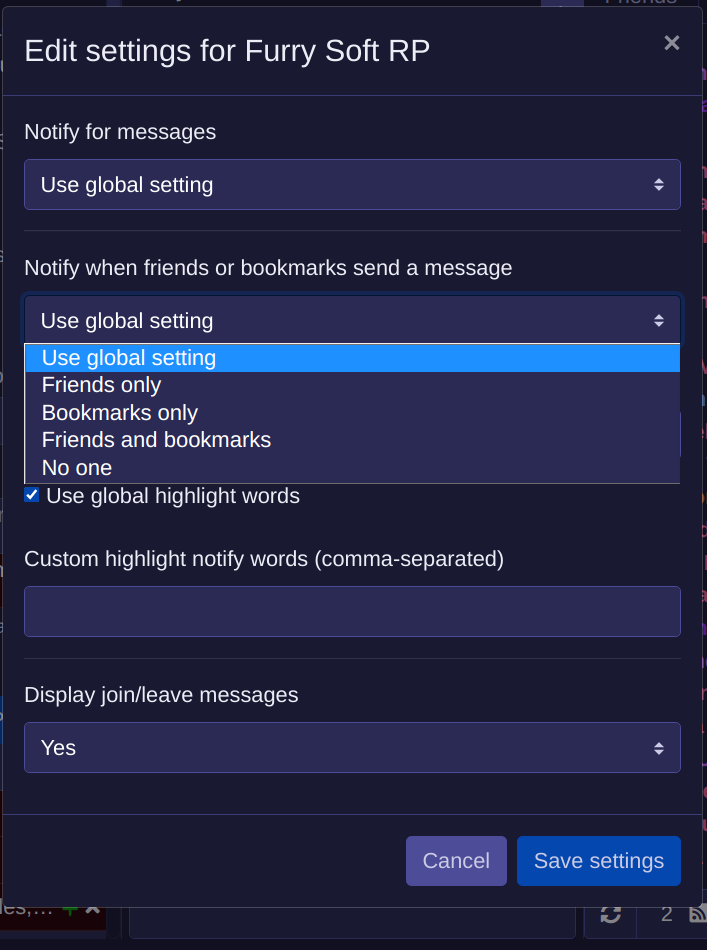 Friends
Edit settings for Furry Soft RP
×
Notify for messages
Use global setting
Notify when friends or bookmarks send a message
Use global setting
Use global setting
Friends only
Bookmarks only
Friends and bookmarks
No one
Use global highlight words
Custom highlight notify words (comma-separated)
Display join/leave messages
Yes
Cancel
Save settings
2